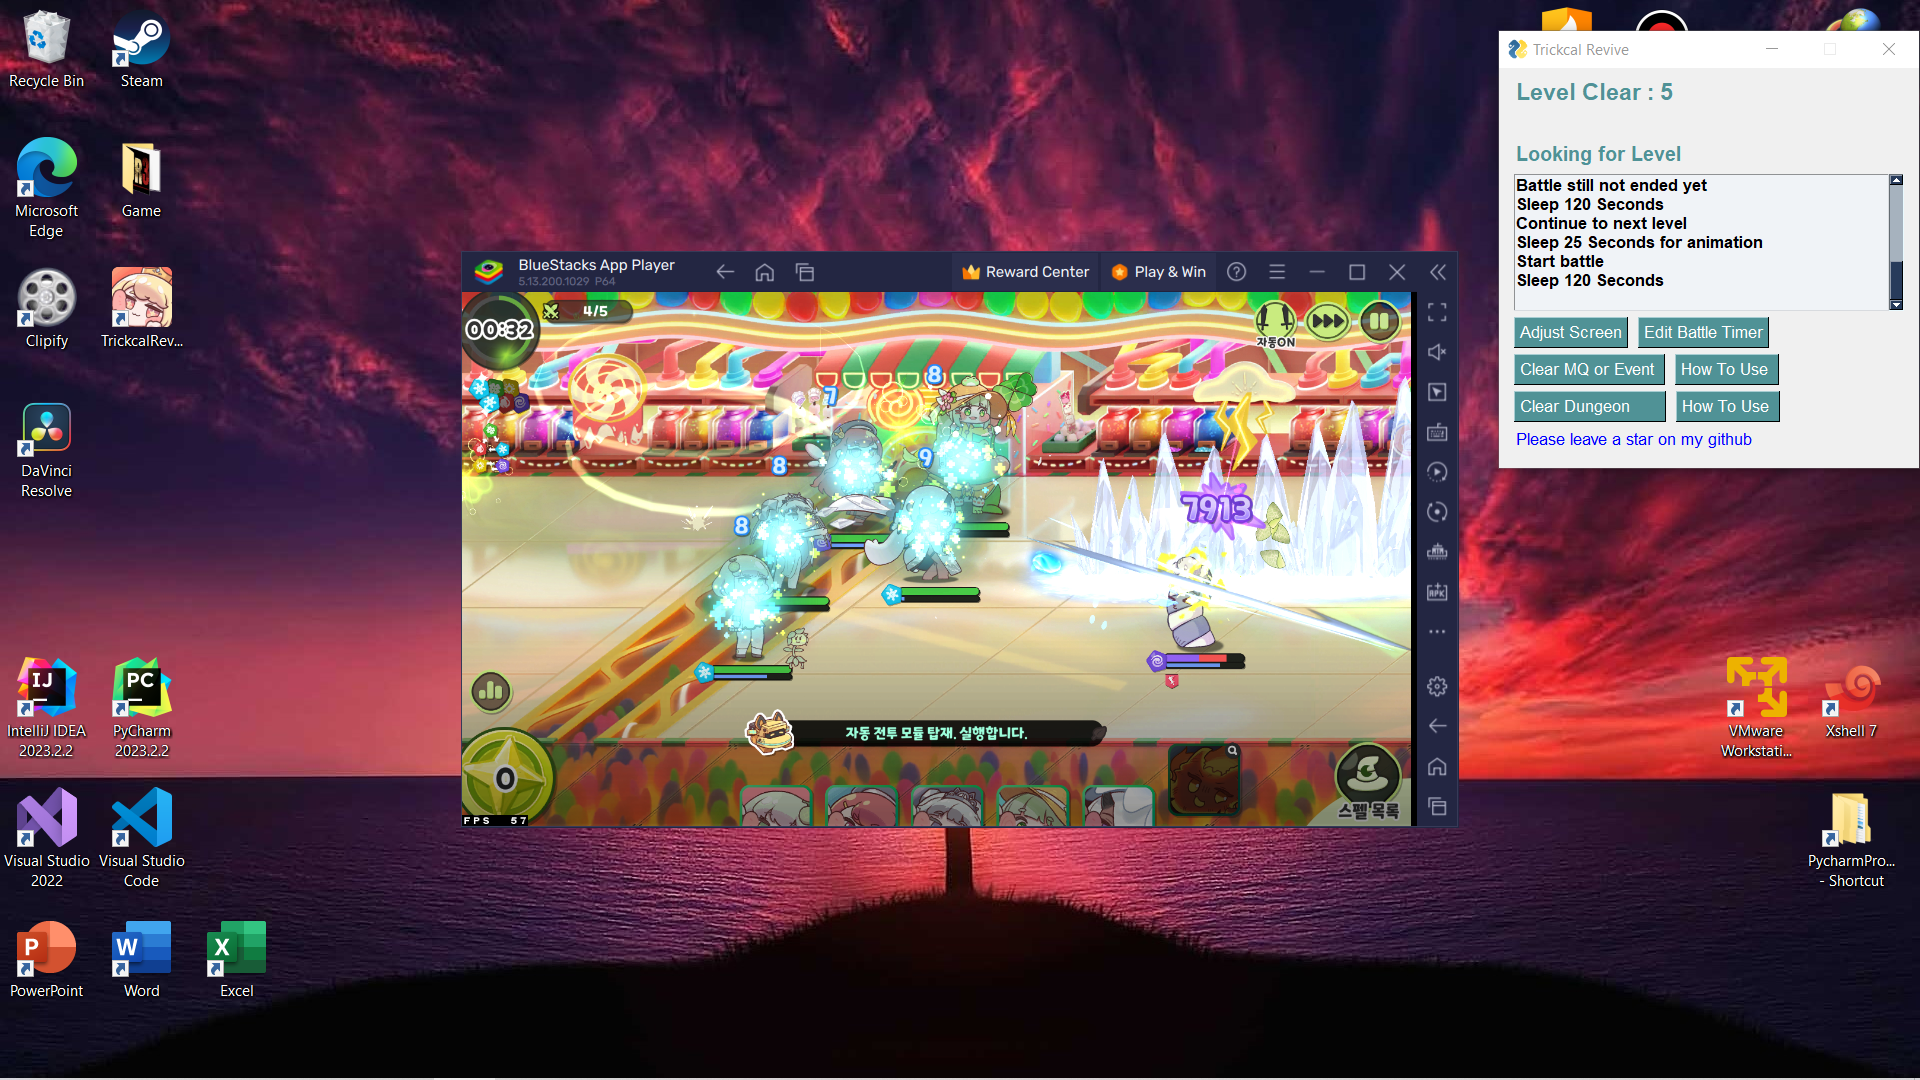 Recycle Bin
Steam
Microsoft
Edge
Game
Clipify
TrickcalRev...
DaVinci
Resolve
IntelliJ IDEA
2023.2.2
PyCharm
2023.2.2
Visual Studio
2022
Visual Studio
Code
PowerPoint
Word
Excel
BlueStacks App Player
5.13.200.1029 P64
Reward Center
Play & Win
00:32
4/5
자동ON
7
8
8
9
8
7913
자동 전투 모듈 탑재. 실행합니다.
0
스펠 목록
FPS 57
Trickcal Revive
Level Clear : 5
Looking for Level
Battle still not ended yet
Sleep 120 Seconds
Continue to next level
Sleep 25 Seconds for animation
Start battle
Sleep 120 Seconds
Adjust Screen
Edit Battle Timer
Clear MQ or Event
How To Use
Clear Dungeon
How To Use
Please leave a star on my github
VMware
Workstati...
Xshell 7
PycharmPro...
- Shortcut